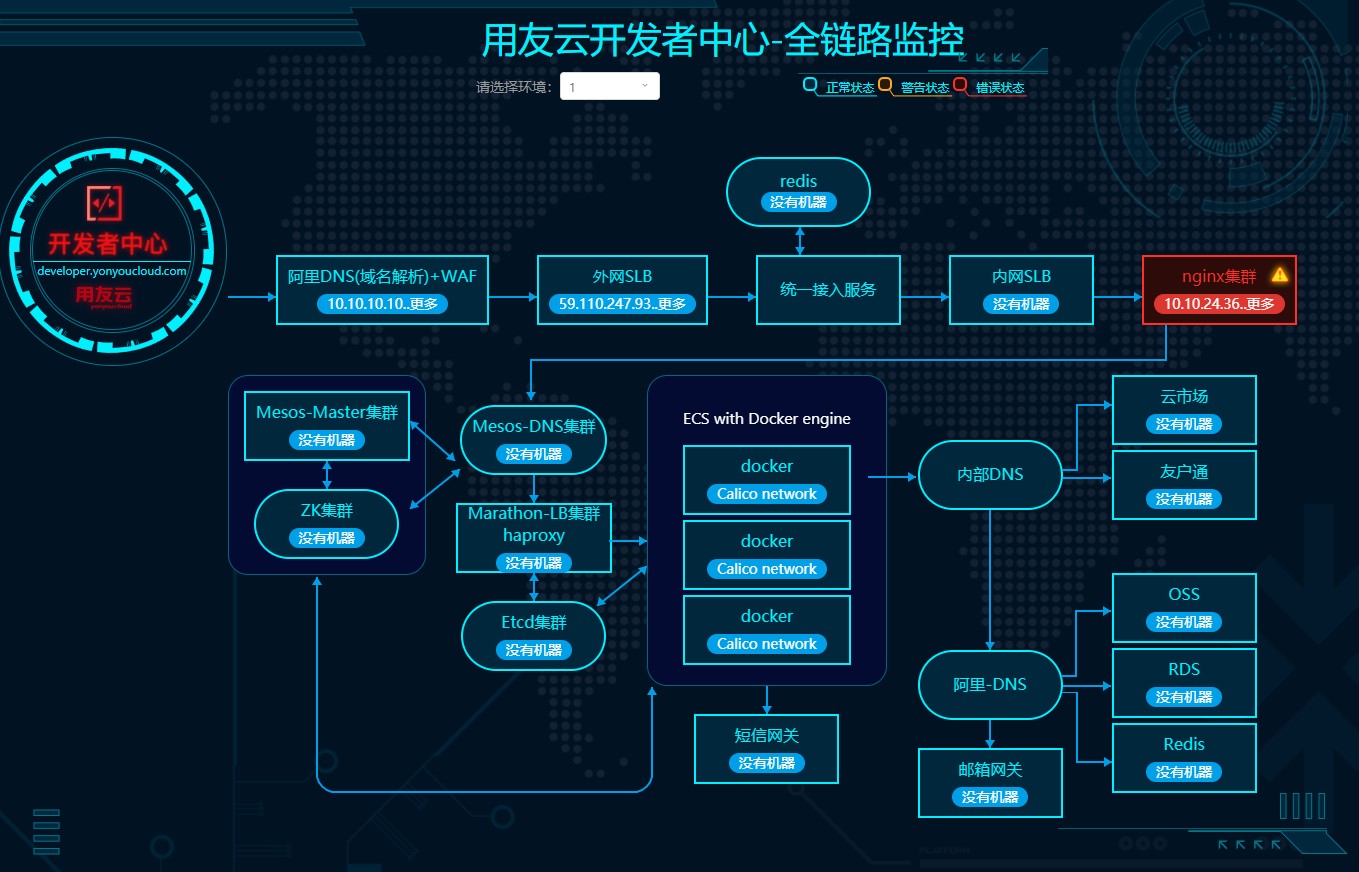 用友云开发者中心-全链路监控
请选择环境:
1
正常状态
警告状态
错误状态
开发者中心
developer.yonyoucloud.com
用友云
yonyoucloud
redis
没有机器
阿里DNS(域名解析)+WAF
10.10.10.10..更多
外网SLB
59.110.247.93..更多
统一接入服务
内网SLB
没有机器
nginx集群
10.10.24.36..更多
Mesos-Master集群
没有机器
ZK集群
没有机器
Mesos-DNS集群
没有机器
Marathon-LB集群
haproxy
没有机器
Etcd集群
没有机器
ECS with Docker engine
docker
Calico network
docker
Calico network
docker
Calico network
短信网关
没有机器
内部DNS
云市场
没有机器
友户通
没有机器
阿里-DNS
邮箱网关
没有机器
OSS
没有机器
RDS
没有机器
Redis
没有机器
PLATFORM